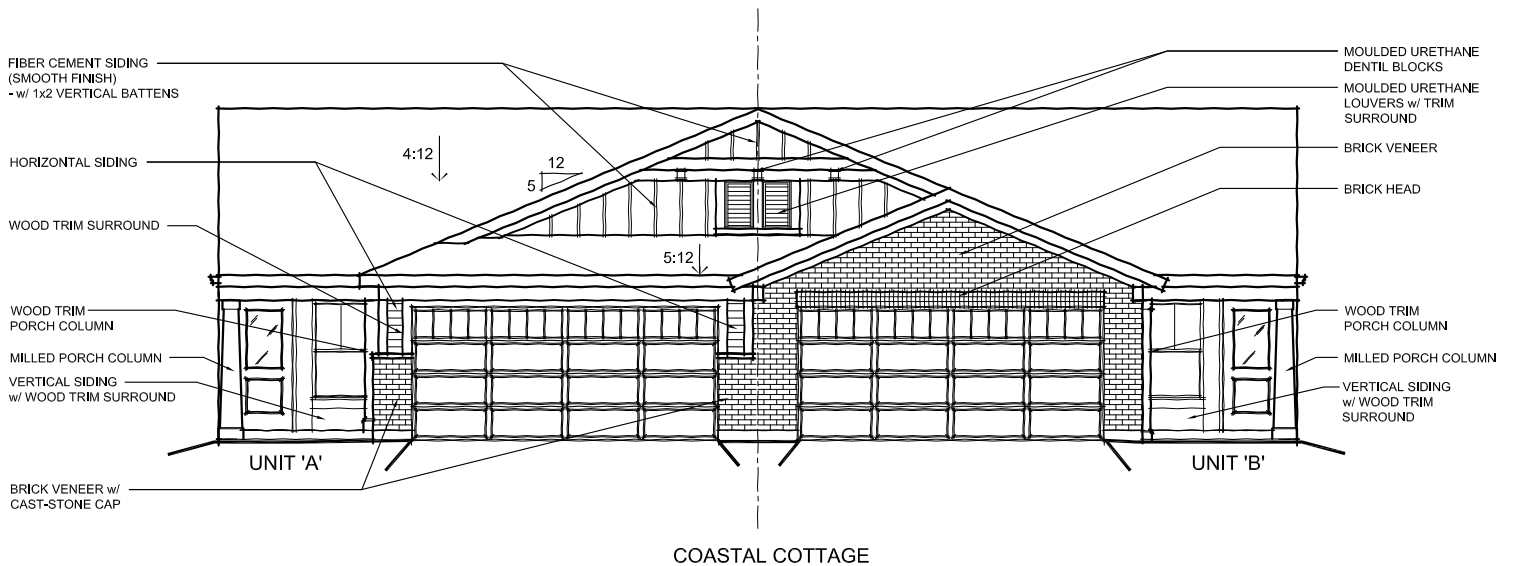 FIBER CEMENT SIDING
(SMOOTH FINISH)
- w/ 1x2 VERTICAL BATTENS
HORIZONTAL SIDING
WOOD TRIM SURROUND
WOOD TRIM
PORCH COLUMN
MILLED PORCH COLUMN
VERTICAL SIDING
w/ WOOD TRIM SURROUND
BRICK VENEER w/
CAST-STONE CAP
4:12
12
5
5:12
MOULDED URETHANE
DENTIL BLOCKS
MOULDED URETHANE
LOUVERS w/ TRIM
SURROUND
BRICK VENEER
BRICK HEAD
WOOD TRIM
PORCH COLUMN
MILLED PORCH COLUMN
VERTICAL SIDING
w/ WOOD TRIM
SURROUND
UNIT 'A'
UNIT 'B'
COASTAL COTTAGE